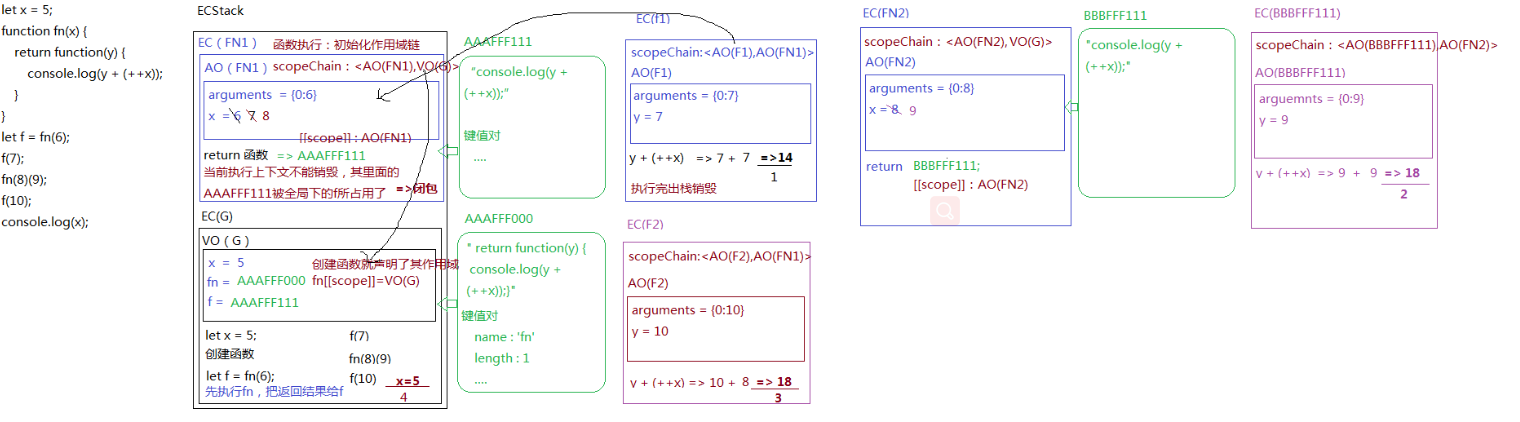 let x = 5;
function fn(x) {
return function(y) {
console.log(y + (++x));
}
}
let f = fn(6);
f(7);
fn(8)(9);
f(10);
console.log(x);
ECStack
EC（FN1） 函数执行：初始化作用域链
AO（FN1） scopeChain：<AO(FN1),VO(G)>
arguments = {0:6}
x = 6 7 8
[[scope]] : AO(FN1)
return 函数 => AAAFFF111
当前执行上下文不能销毁，其里面的
AAAFFF111被全局下的f所占用了 =>闭包
EC(G)
VO（G）
x = 5 创建函数就声明了其作用域
fn = AAAFFF000 fn[[scope]]=VO(G)
f = AAAFFF111
let x = 5; f(7)
创建函数 fn(8)(9)
let f = fn(6); f(10) x=5
先执行fn，把返回结果给f 4
AAAFFF111
"console.log(y +
(++x));"
键值对
....
AAAFFF000
" return function(y) {
console.log(y +
(++x));}"
键值对
name : 'fn'
length : 1
....
EC(f1)
scopeChain:<AO(F1),AO(FN1)>
AO(F1)
arguments = {0:7}
y = 7
y + (++x) => 7 + 7 =>14
1
执行完出栈销毁
EC(F2)
scopeChain:<AO(F2),AO(FN1)>
AO(F2)
arguments = {0:10}
y = 10
y + (++x) => 10 + 8 => 18
3
EC(FN2)
scopeChain：<AO(FN2),VO(G)>
AO(FN2)
arguments = {0:8}
x = 8 9
return BBBFFF111;
[[scope]] : AO(FN2)
BBBFFF111
"console.log(y +
(++x));"
EC(BBBFFF111)
scopeChain：<AO(BBBFFF111),AO(FN2)>
AO(BBBFFF111)
arguemnts = {0:9}
y = 9
y + (++x) => 9 + 9 => 18
2